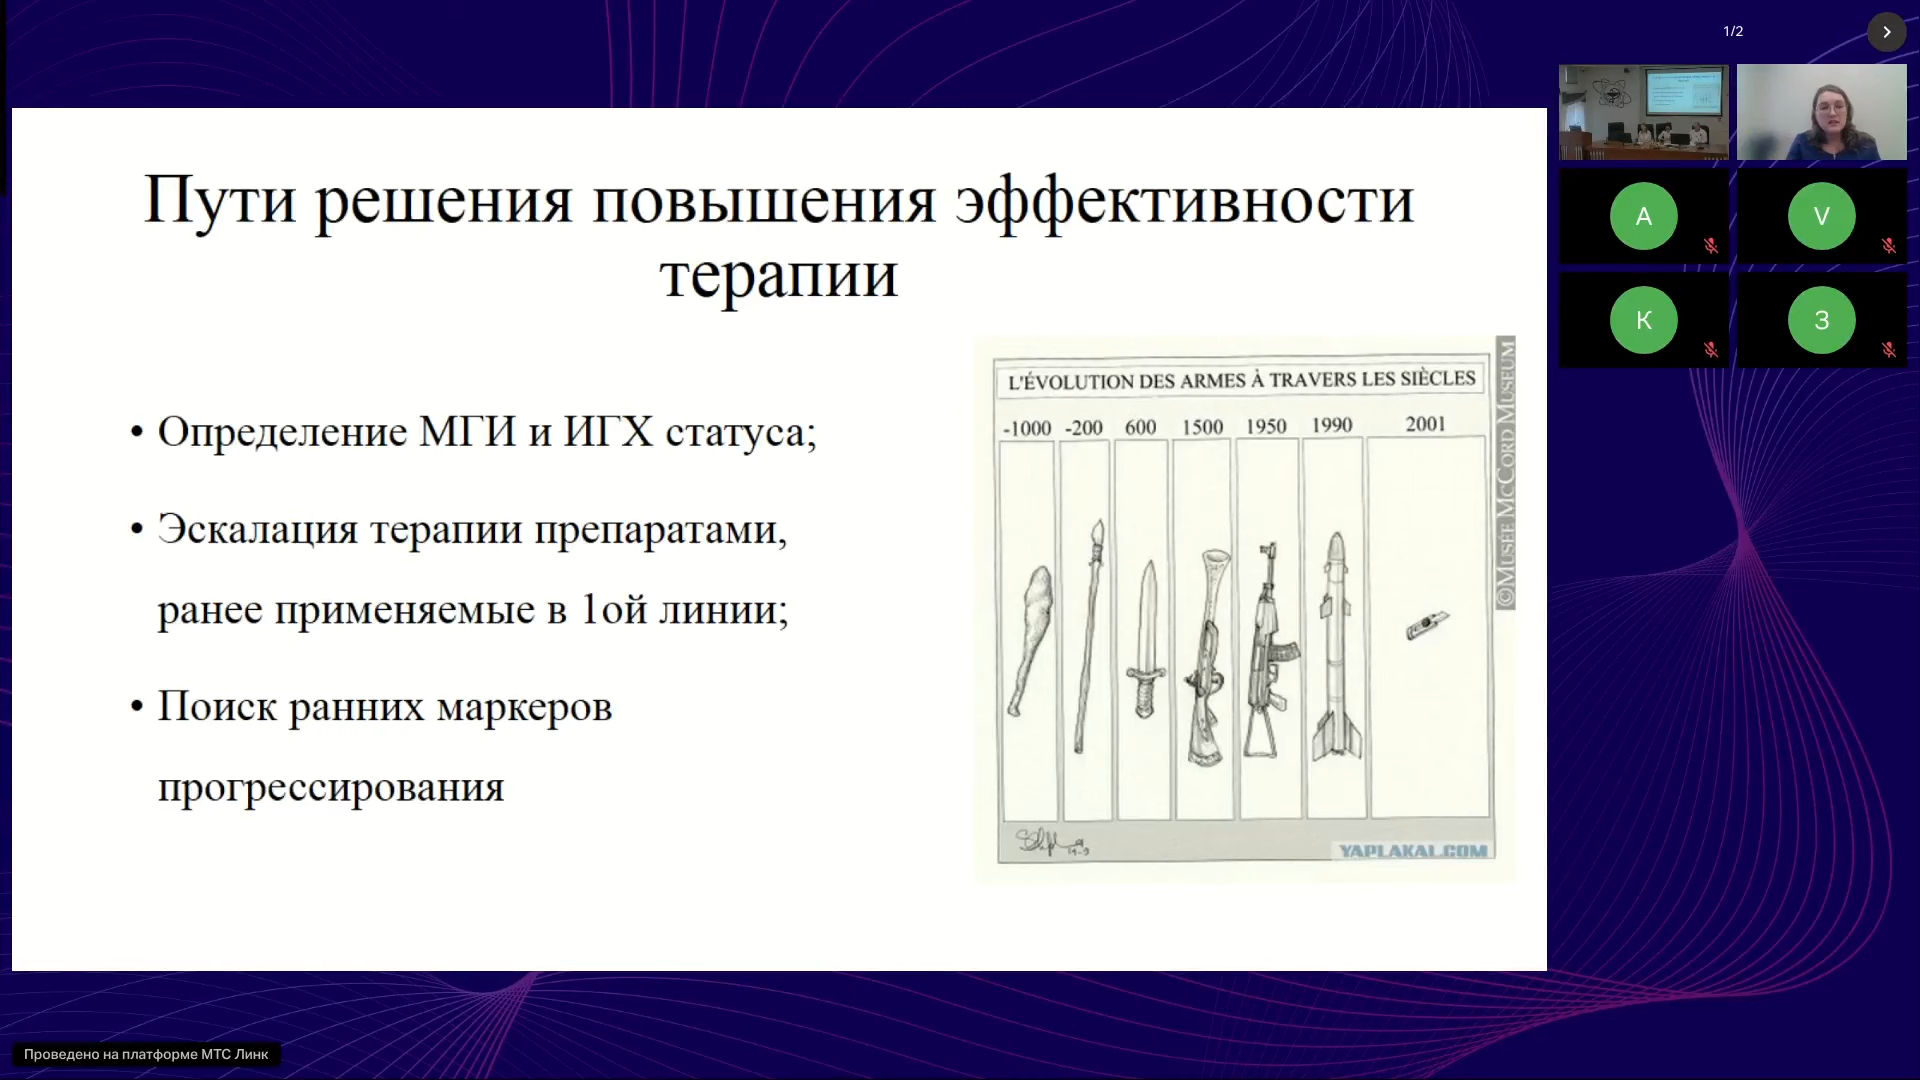 1/2
Пути решения повышения эффективности
терапии
• Определение МГИ и ИГХ статуса;
• Эскалация терапии препаратами,
ранее применяемые в 1ой линии;
• Поиск ранних маркеров
прогрессирования
L'ÉVOLUTION DES ARMES À TRAVERS LES SIÈCLES
-1000 -200 600 1500 1950 1990 2001
©MUSÉE MCCORD MUSEUM
YAPLAKAL.COM
A
V
К
З
Проведено на платформе МТС Линк